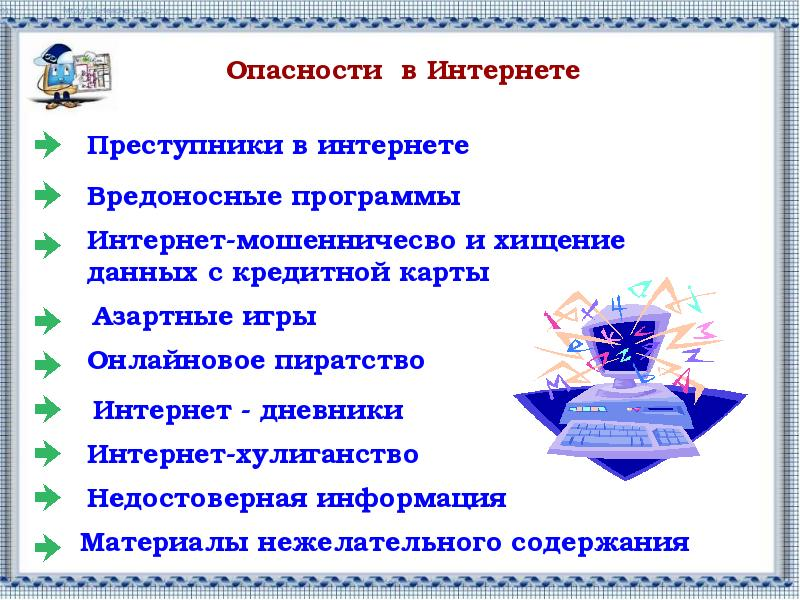 Опасности в Интернете
Преступники в интернете
Вредоносные программы
Интернет-мошенничесво и хищение
данных с кредитной карты
Азартные игры
Онлайновое пиратство
Интернет - дневники
Интернет-хулиганство
Недостоверная информация
Материалы нежелательного содержания